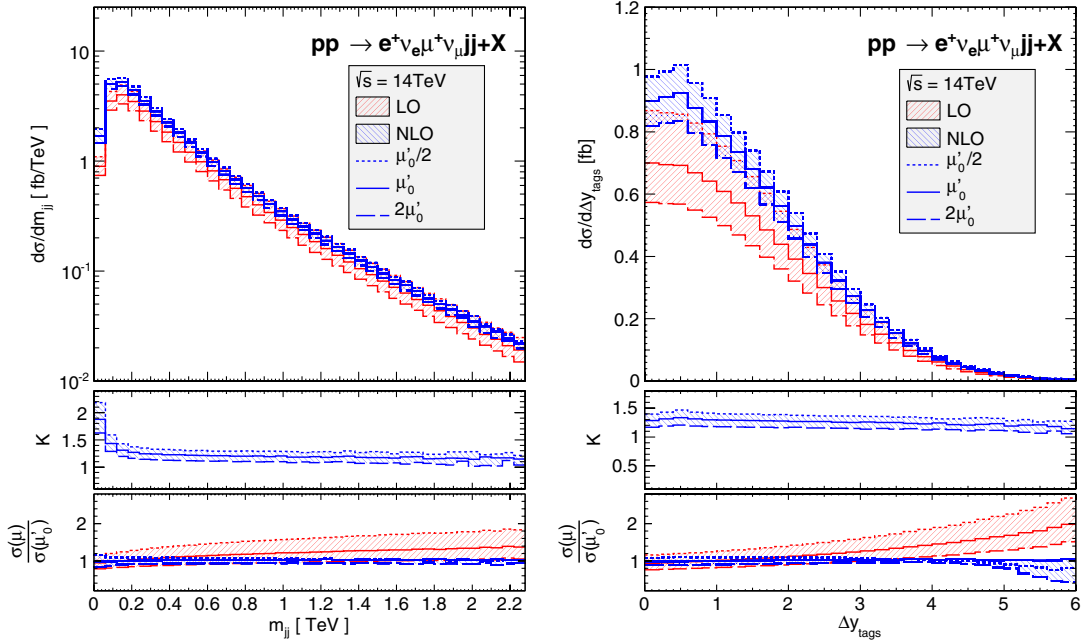 pp → e⁺νₑμ⁺ν_μjj+X
√s = 14TeV
LO
NLO
μ′₀/2
μ′₀
2μ′₀
dσ/dm_jj [ fb/TeV ]
10
1
10⁻¹
10⁻²
K
2
1.5
1
σ(μ)
σ(μ′₀)
2
1
0 0.2 0.4 0.6 0.8 1 1.2 1.4 1.6 1.8 2 2.2
m_jj [ TeV ]
pp → e⁺νₑμ⁺ν_μjj+X
√s = 14TeV
LO
NLO
μ′₀/2
μ′₀
2μ′₀
dσ/dΔy_tags [fb]
1.2
1
0.8
0.6
0.4
0.2
0
K
1.5
1
0.5
σ(μ)
σ(μ′₀)
2
1
0 1 2 3 4 5 6
Δy_tags